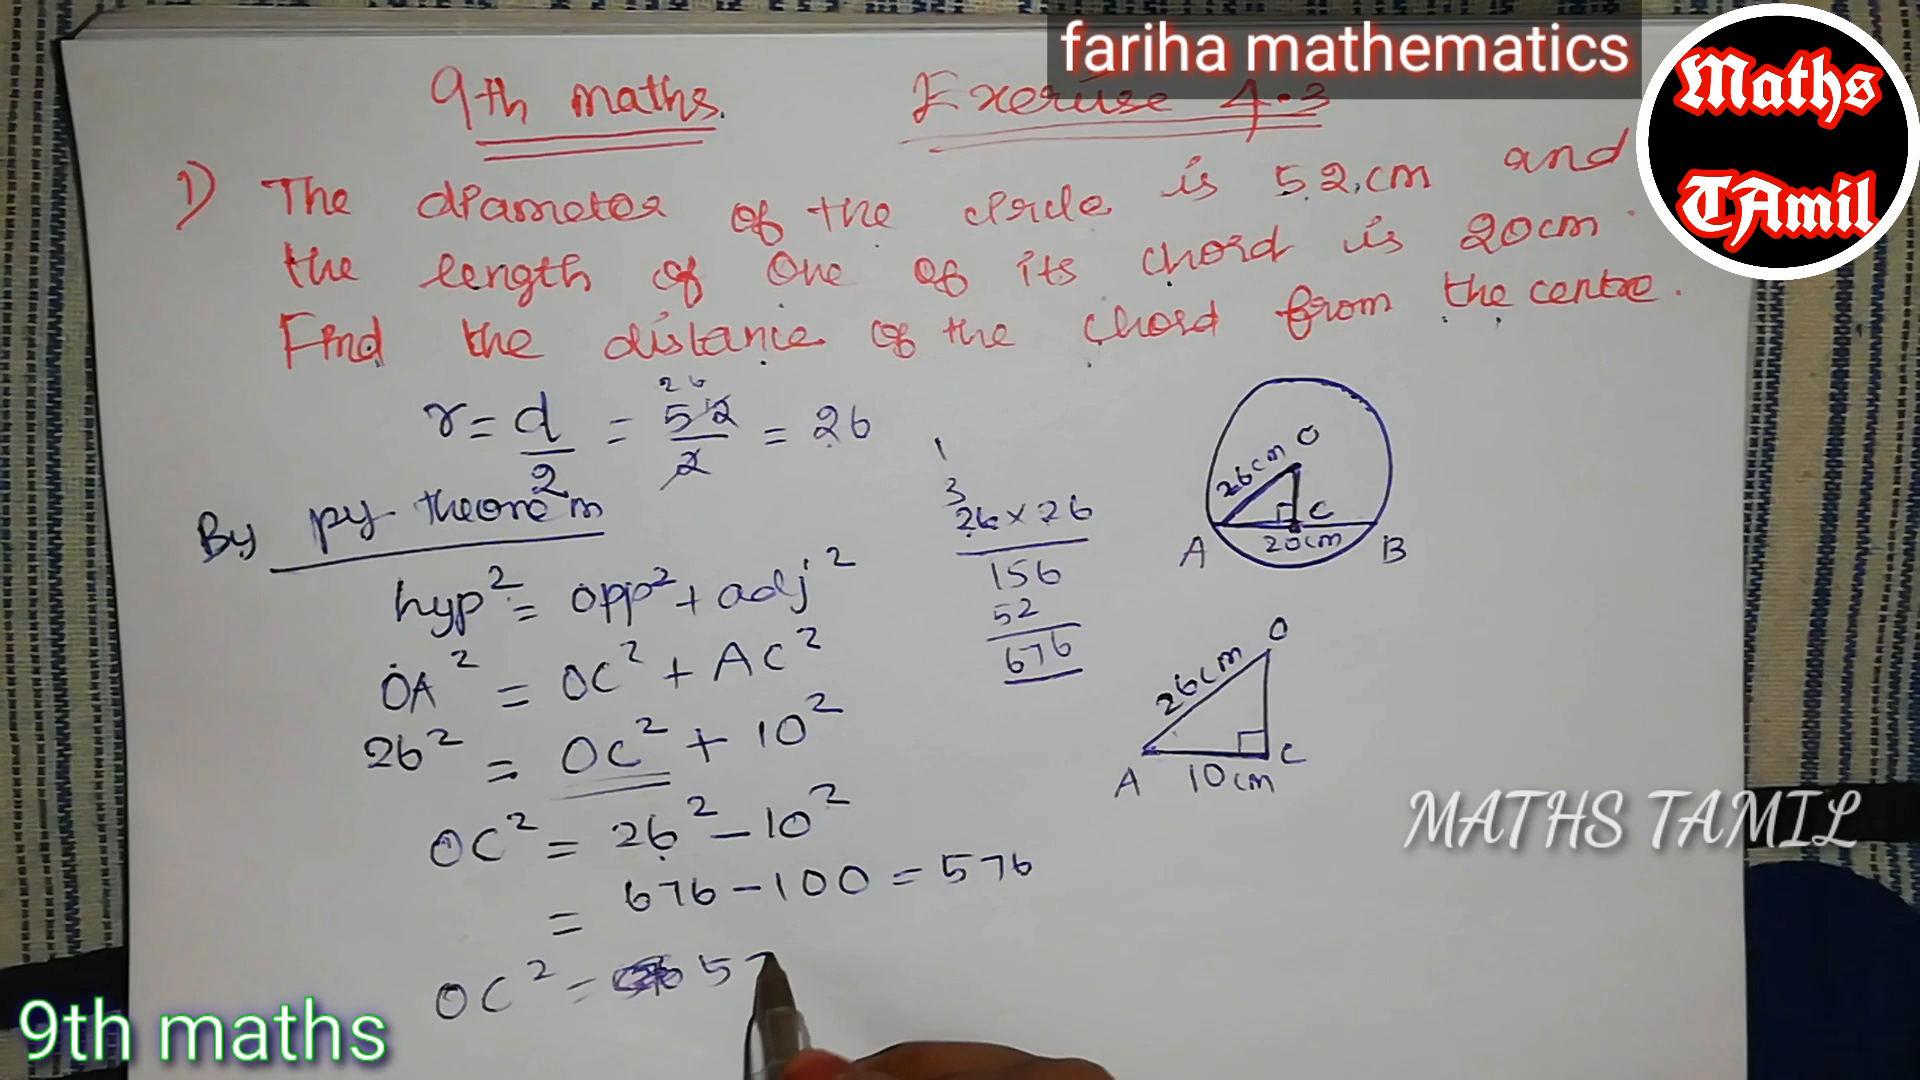 fariha mathematics
Maths
TAmil
9th maths. Exercise 4.3
1) The diameter of the circle is 52.cm and
the length of one of its chord is 20cm.
Find the distance of the chord from the centre.
r = d/2 = 52/2 = 26
26
By py theorem
hyp² = opp² + adj²
OA² = OC² + AC²
26² = OC² + 10²
OC² = 26² - 10²
= 676 - 100 = 576
OC² = 57
1
3
26 × 26
156
52
676
O
26cm
C
20cm
A B
O
26cm
A 10cm C
MATHS TAMIL
9th maths